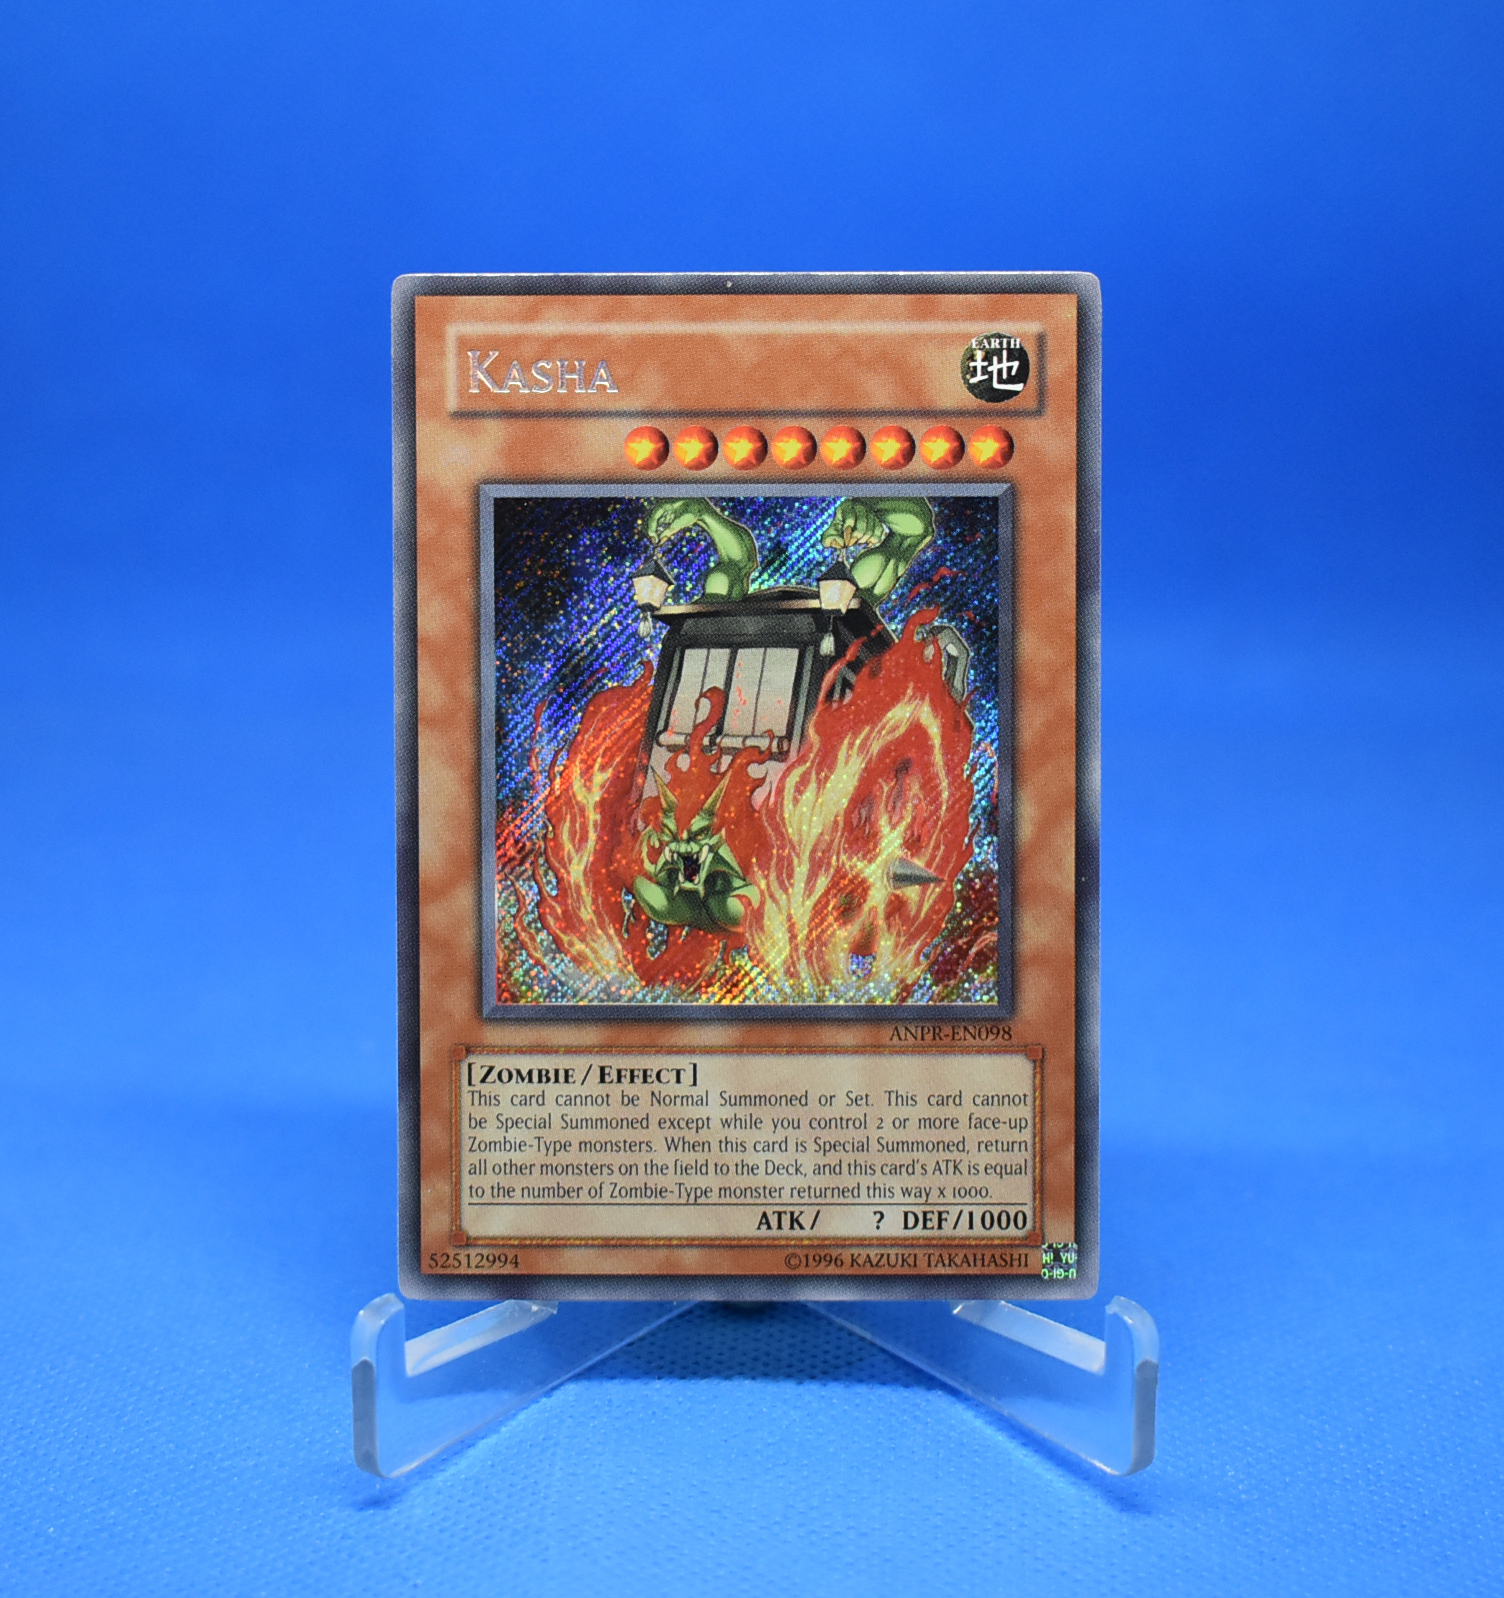 KASHA
EARTH
地
ANPR-EN098
[ZOMBIE/EFFECT]
This card cannot be Normal Summoned or Set. This card cannot
be Special Summoned except while you control 2 or more face-up
Zombie-Type monsters. When this card is Special Summoned, return
all other monsters on the field to the Deck, and this card's ATK is equal
to the number of Zombie-Type monster returned this way x 1000.
ATK/ ? DEF/1000
52512994
©1996 KAZUKI TAKAHASHI